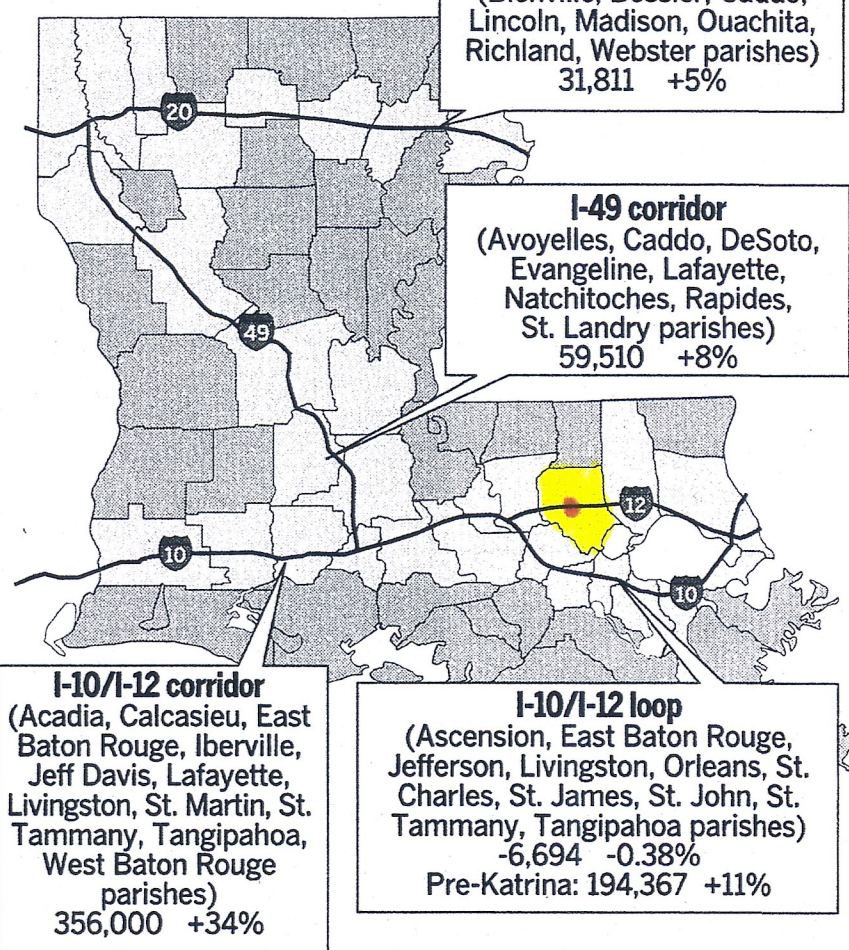 (Bienville, Bossier, Caddo,
Lincoln, Madison, Ouachita,
Richland, Webster parishes)
31,811 +5%
20
I-49 corridor
(Avoyelles, Caddo, DeSoto,
Evangeline, Lafayette,
Natchitoches, Rapides,
St. Landry parishes)
59,510 +8%
49
12
10
10
I-10/I-12 corridor
(Acadia, Calcasieu, East
Baton Rouge, Iberville,
Jeff Davis, Lafayette,
Livingston, St. Martin, St.
Tammany, Tangipahoa,
West Baton Rouge
parishes)
356,000 +34%
I-10/I-12 loop
(Ascension, East Baton Rouge,
Jefferson, Livingston, Orleans, St.
Charles, St. James, St. John, St.
Tammany, Tangipahoa parishes)
-6,694 -0.38%
Pre-Katrina: 194,367 +11%